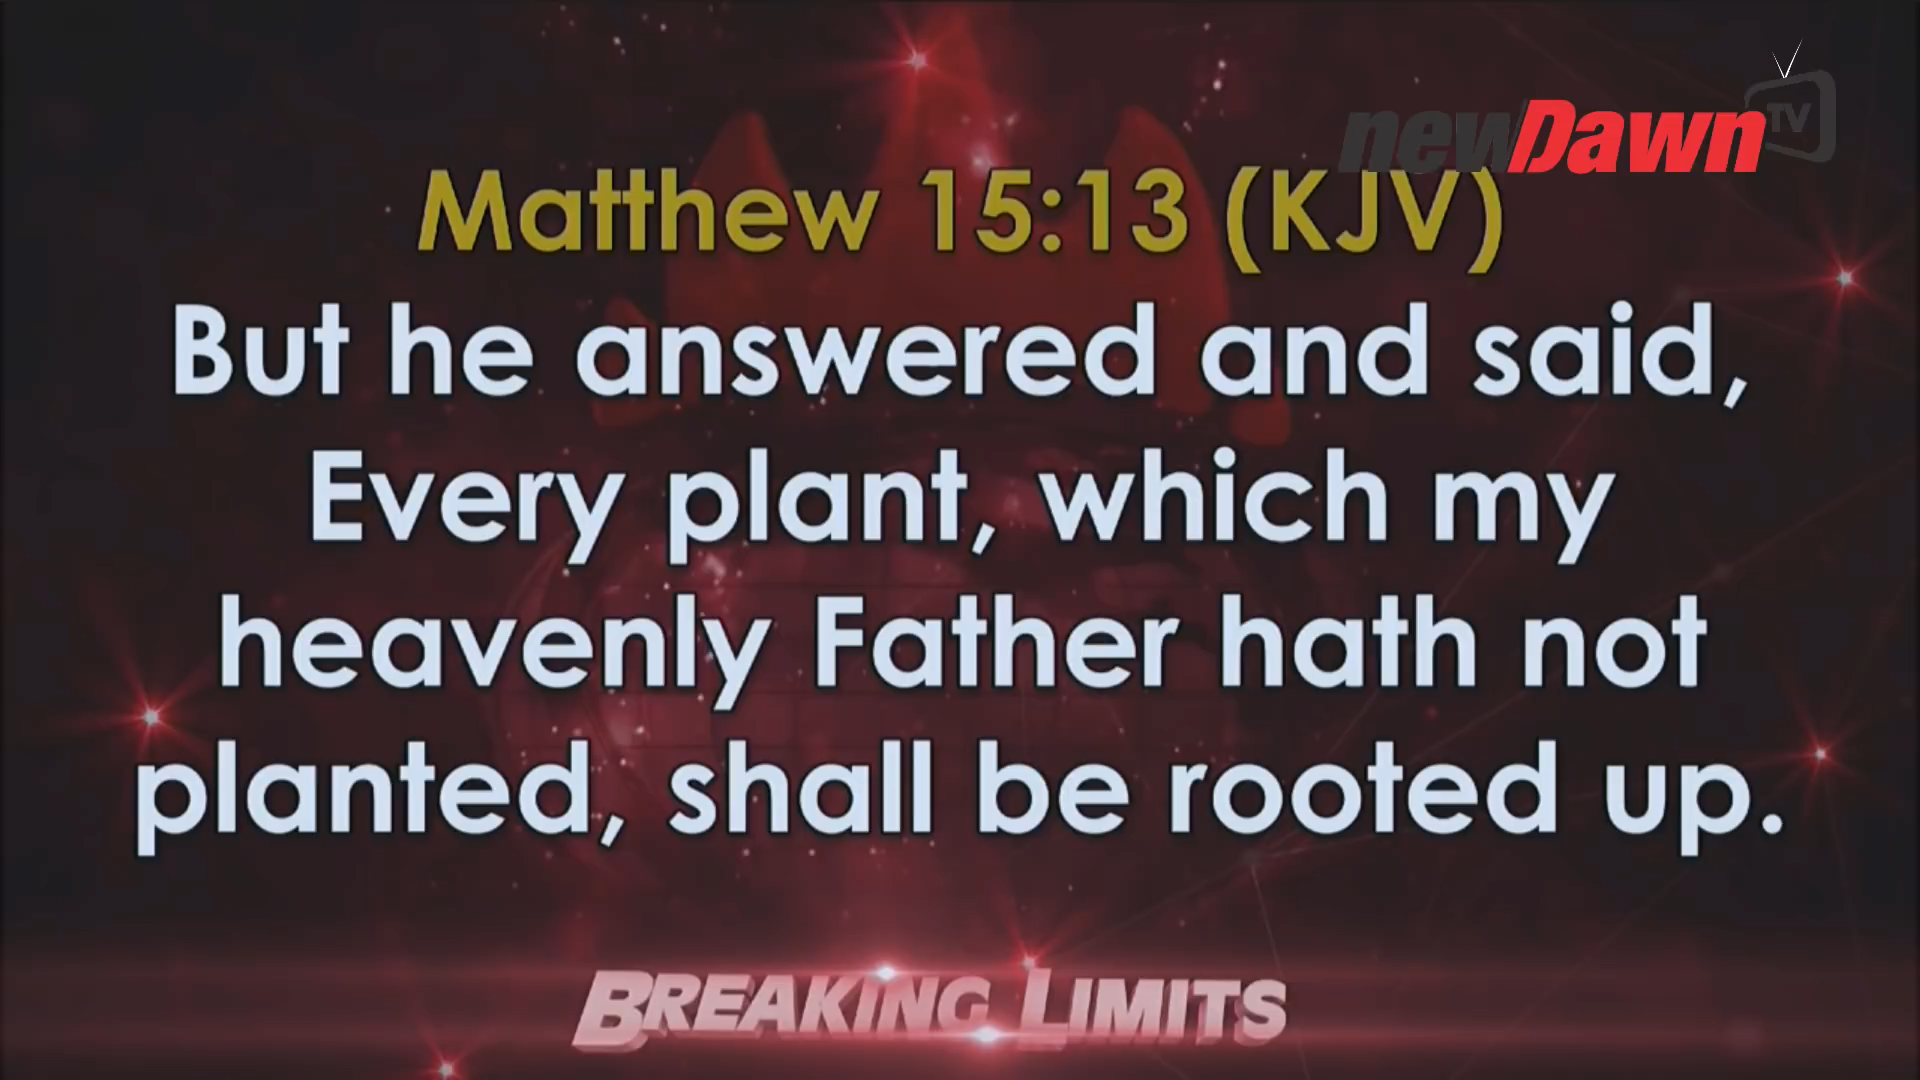 newDawn TV
Matthew 15:13 (KJV)
But he answered and said,
Every plant, which my
heavenly Father hath not
planted, shall be rooted up.
BREAKING LIMITS